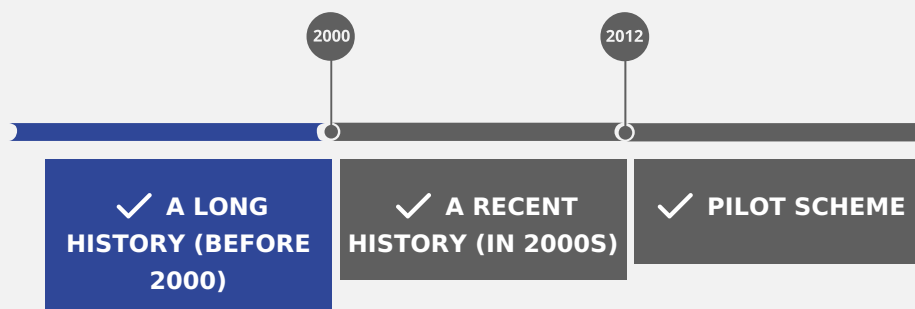 2000
2012
A LONG
HISTORY (BEFORE
2000)
A RECENT
HISTORY (IN 2000S)
PILOT SCHEME